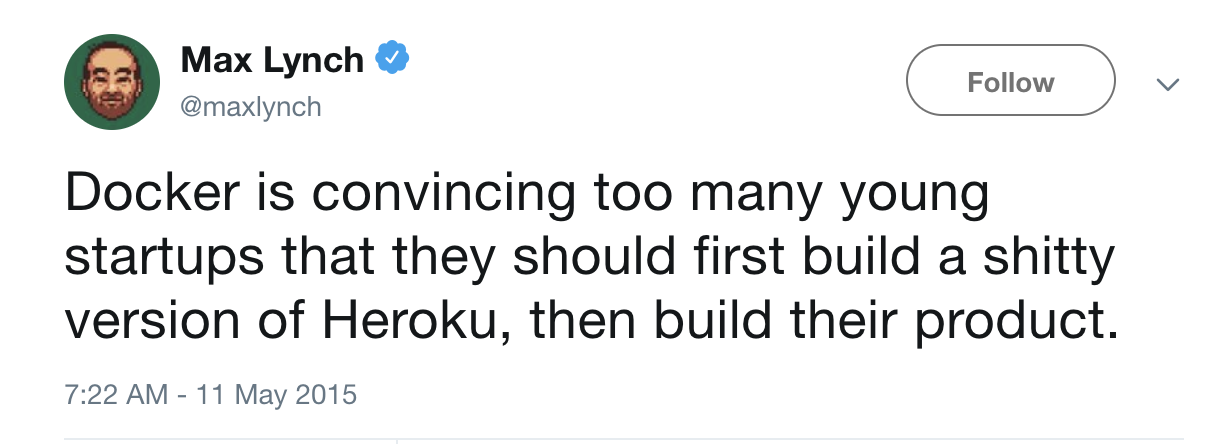 Max Lynch
@maxlynch
Follow
Docker is convincing too many young
startups that they should first build a shitty
version of Heroku, then build their product.
7:22 AM - 11 May 2015